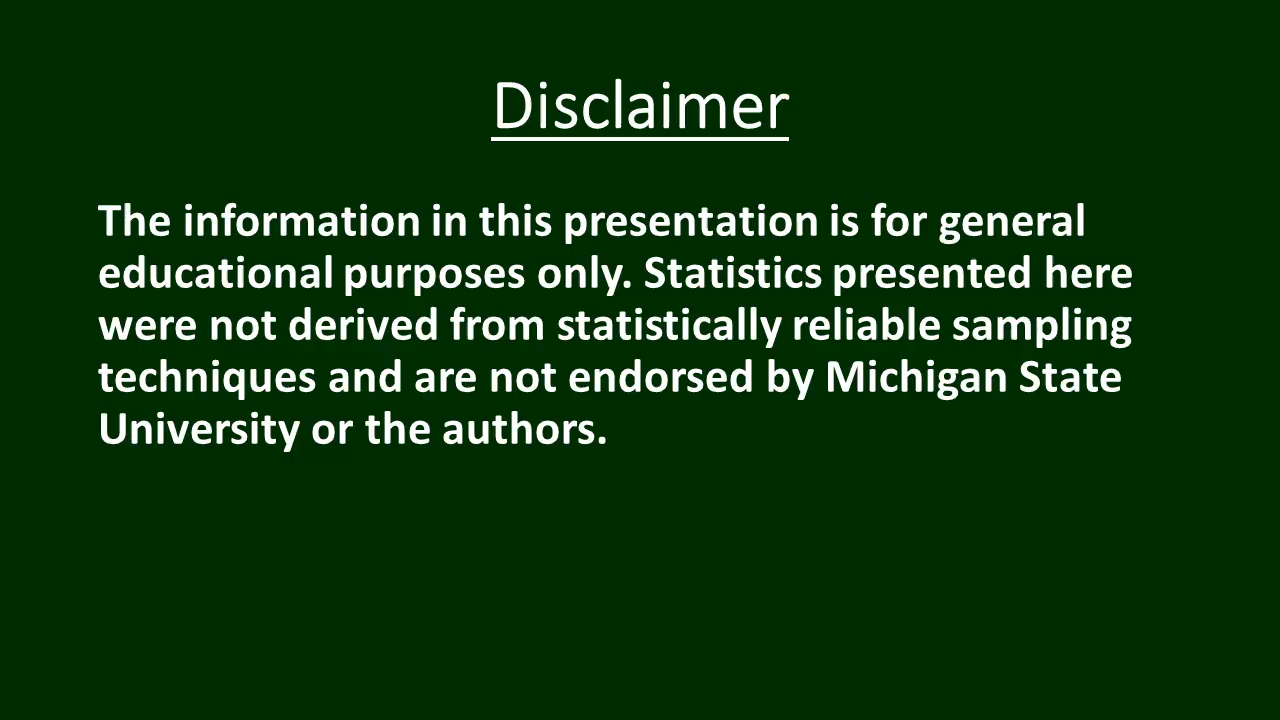 Disclaimer
The information in this presentation is for general
educational purposes only. Statistics presented here
were not derived from statistically reliable sampling
techniques and are not endorsed by Michigan State
University or the authors.